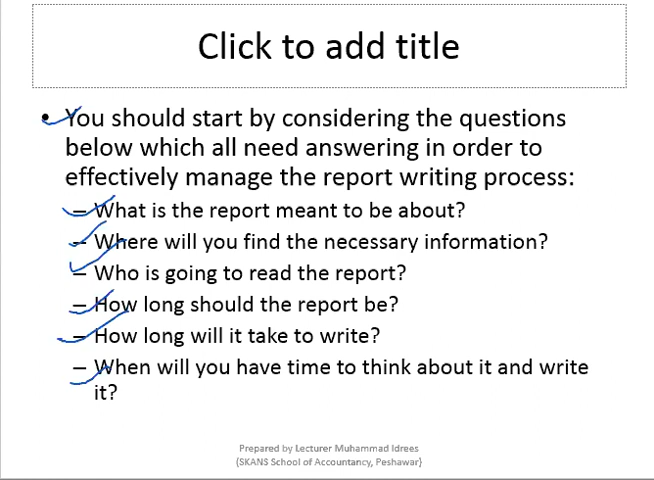 Click to add title
• You should start by considering the questions
below which all need answering in order to
effectively manage the report writing process:
– What is the report meant to be about?
– Where will you find the necessary information?
– Who is going to read the report?
– How long should the report be?
– How long will it take to write?
– When will you have time to think about it and write
it?
Prepared by Lecturer Muhammad Idrees
(SKANS School of Accountancy, Peshawar}